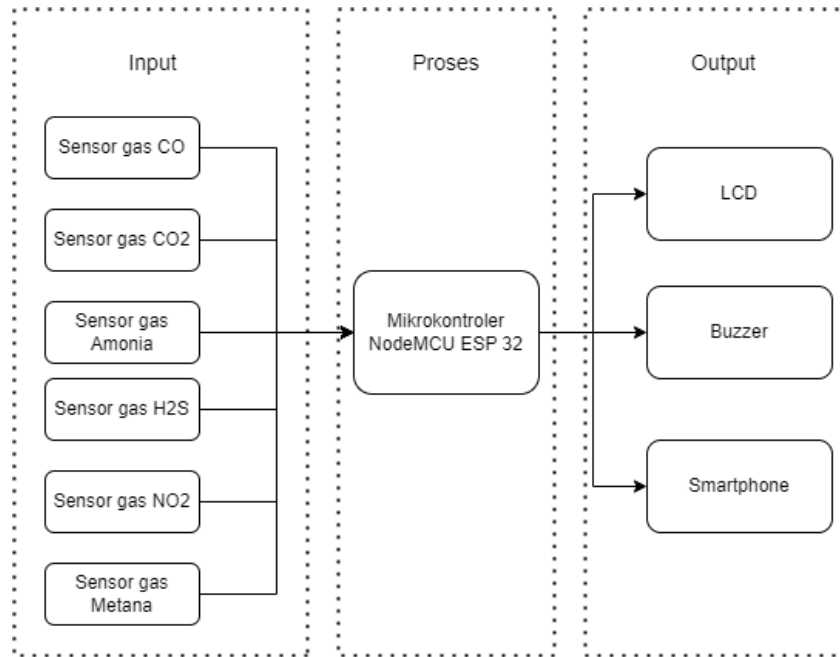 Input
Sensor gas CO
Sensor gas CO2
Sensor gas
Amonia
Sensor gas H2S
Sensor gas NO2
Sensor gas
Metana
Proses
Mikrokontroler
NodeMCU ESP 32
Output
LCD
Buzzer
Smartphone